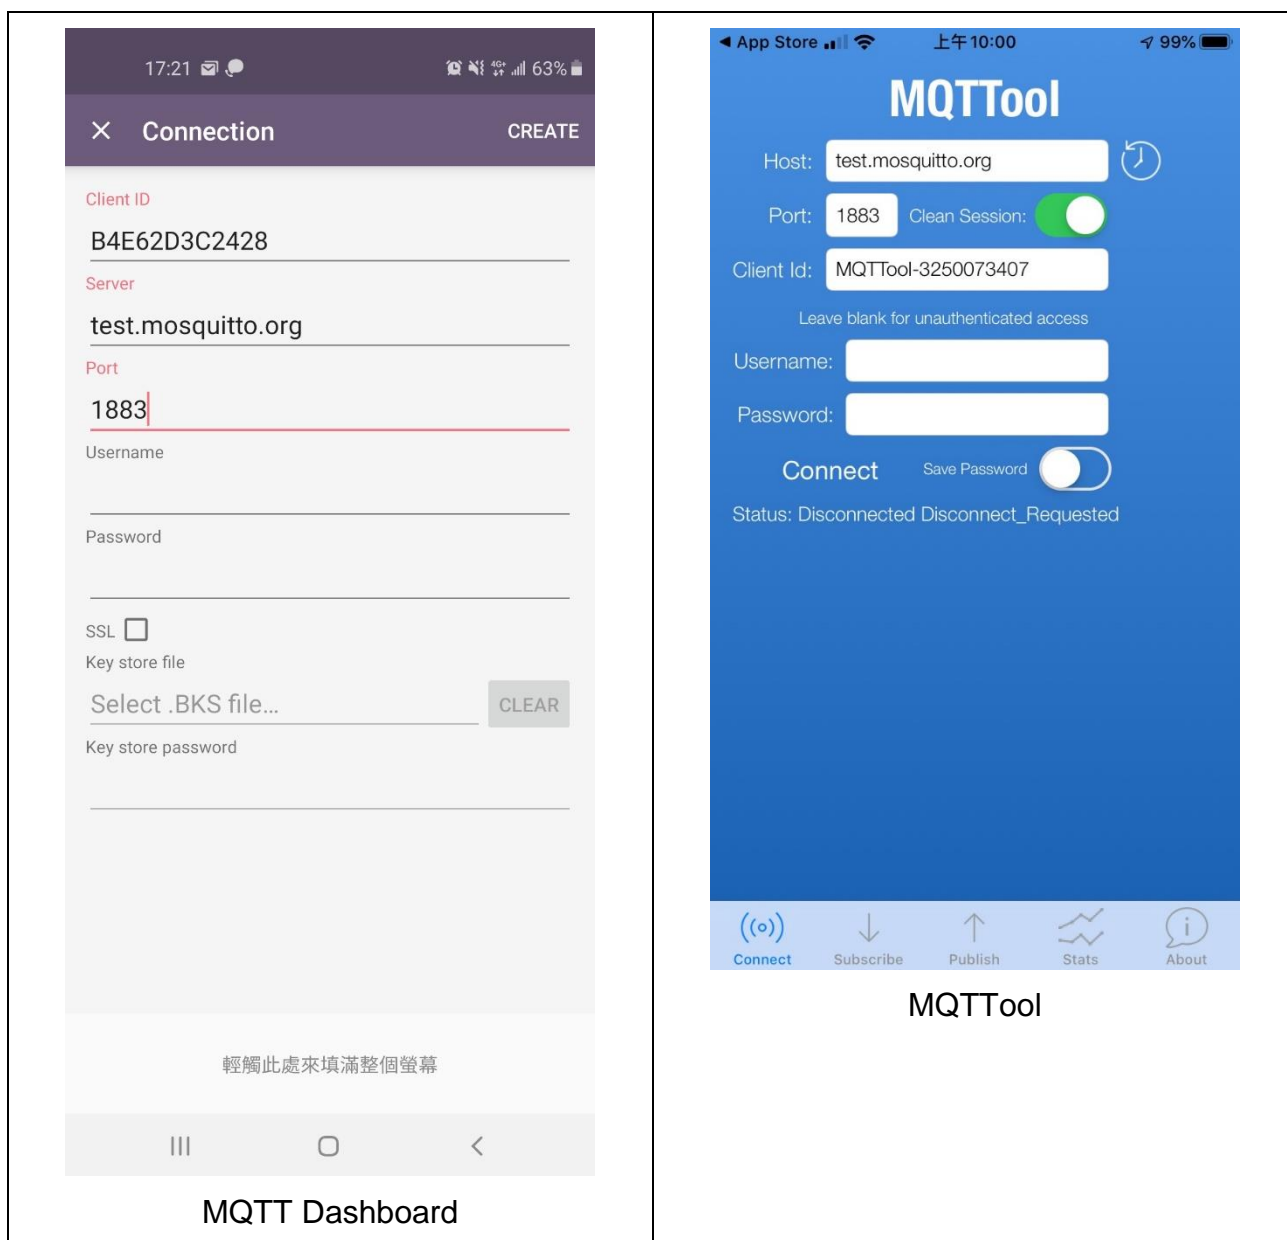 17:21 4G+ 63%
Connection CREATE
Client ID
B4E62D3C2428
Server
test.mosquitto.org
Port
1883
Username
Password
SSL
Key store file
Select .BKS file... CLEAR
Key store password
輕觸此處來填滿整個螢幕
MQTT Dashboard
App Store 上午10:00 99%
MQTTool
Host: test.mosquitto.org
Port: 1883 Clean Session:
Client Id: MQTTool-3250073407
Leave blank for unauthenticated access
Username:
Password:
Connect Save Password
Status: Disconnected Disconnect_Requested
Connect Subscribe Publish Stats About
MQTTool